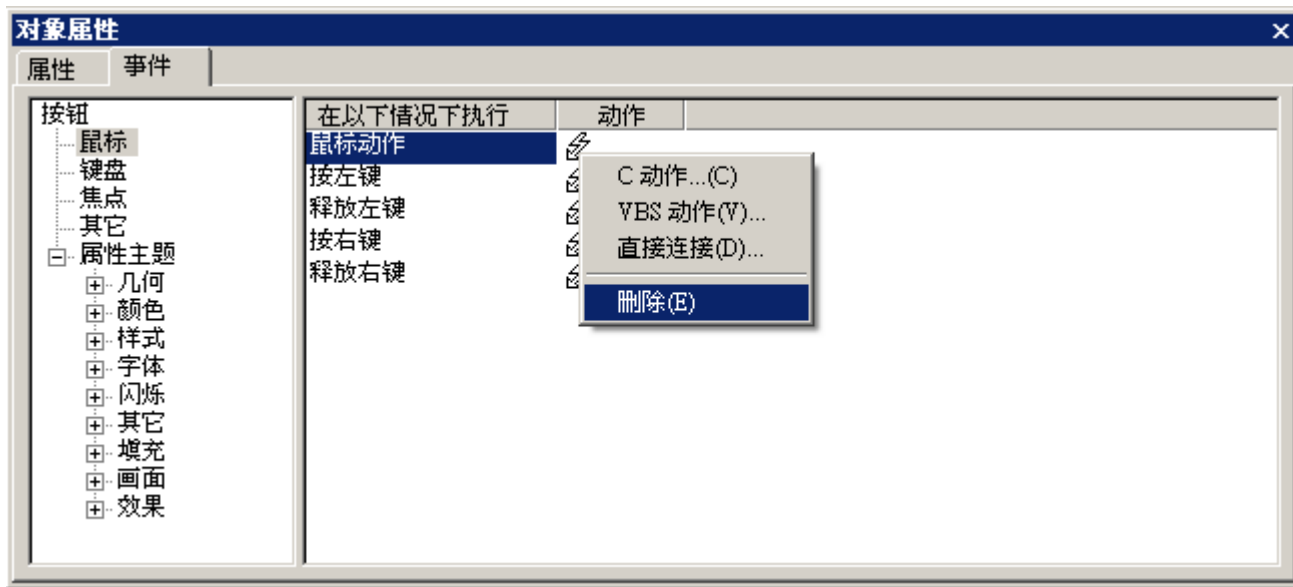 对象属性
属性 事件
按钮
鼠标
键盘
焦点
其它
属性主题
几何
颜色
样式
字体
闪烁
其它
填充
画面
效果
在以下情况下执行 动作
鼠标动作
按左键
释放左键
按右键
释放右键
C 动作...(C)
VBS 动作(V)...
直接连接(D)...
删除(E)